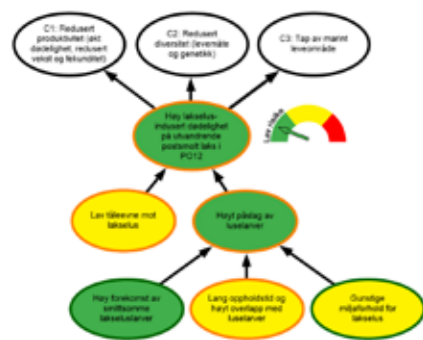 C1: Redusert
produktivitet (økt
dødelighet, redusert
vekst og fekunditet)
C2: Redusert
diversitet (levemåte
og genetikk)
C3: Tap av marint
leveområde
Høy lakselus-
indusert dødelighet
på utvandrende
postsmolt laks i
PO12
Lav risiko
Lav tåleevne mot
lakselus
Høyt påslag av
luselarver
Høy forekomst av
smittsomme
lakseluslarver
Lang oppholdstid og
høyt overlapp med
luselarver
Gunstige
miljøforhold for
lakselus